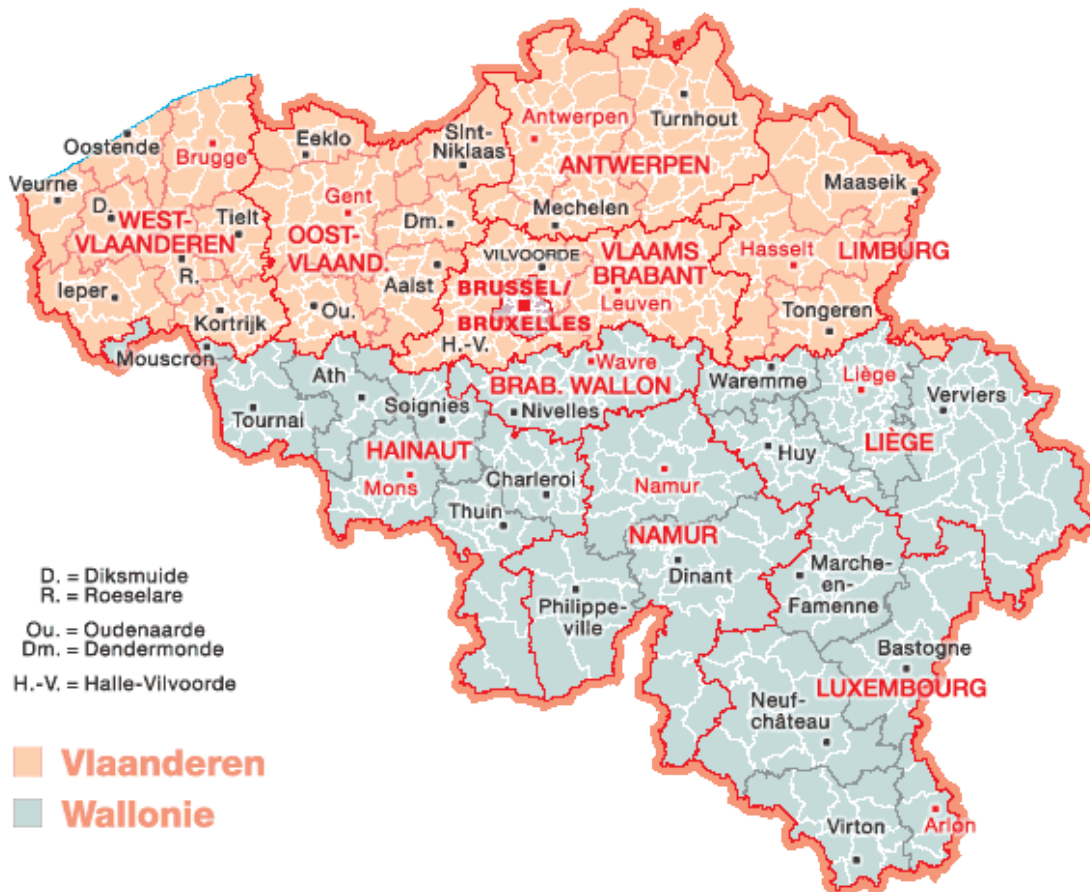 Oostende
Brugge
Eeklo
SInt-
Niklaas
Antwerpen
Turnhout
ANTWERPEN
Veurne
D.
WEST-
VLAANDEREN
Tielt
R.
Ieper
Kortrijk
Gent
OOST-
VLAAND.
Dm.
Aalst
Ou.
Mechelen
Maaseik
VILVOORDE
VLAAMS
BRABANT
Leuven
BRUSSEL/
BRUXELLES
H.-V.
Hasselt
LIMBURG
Tongeren
Mouscron
Tournai
Ath
Soignies
HAINAUT
Mons
Charleroi
Thuin
Wavre
BRAB. WALLON
Nivelles
Waremme
Liège
Verviers
LIÈGE
Huy
Namur
NAMUR
Dinant
Philippe-
ville
Marche-
en-
Famenne
Bastogne
LUXEMBOURG
Neuf-
château
Virton
Arlon
D. = Diksmuide
R. = Roeselare
Ou. = Oudenaarde
Dm. = Dendermonde
H.-V. = Halle-Vilvoorde
Vlaanderen
Wallonie